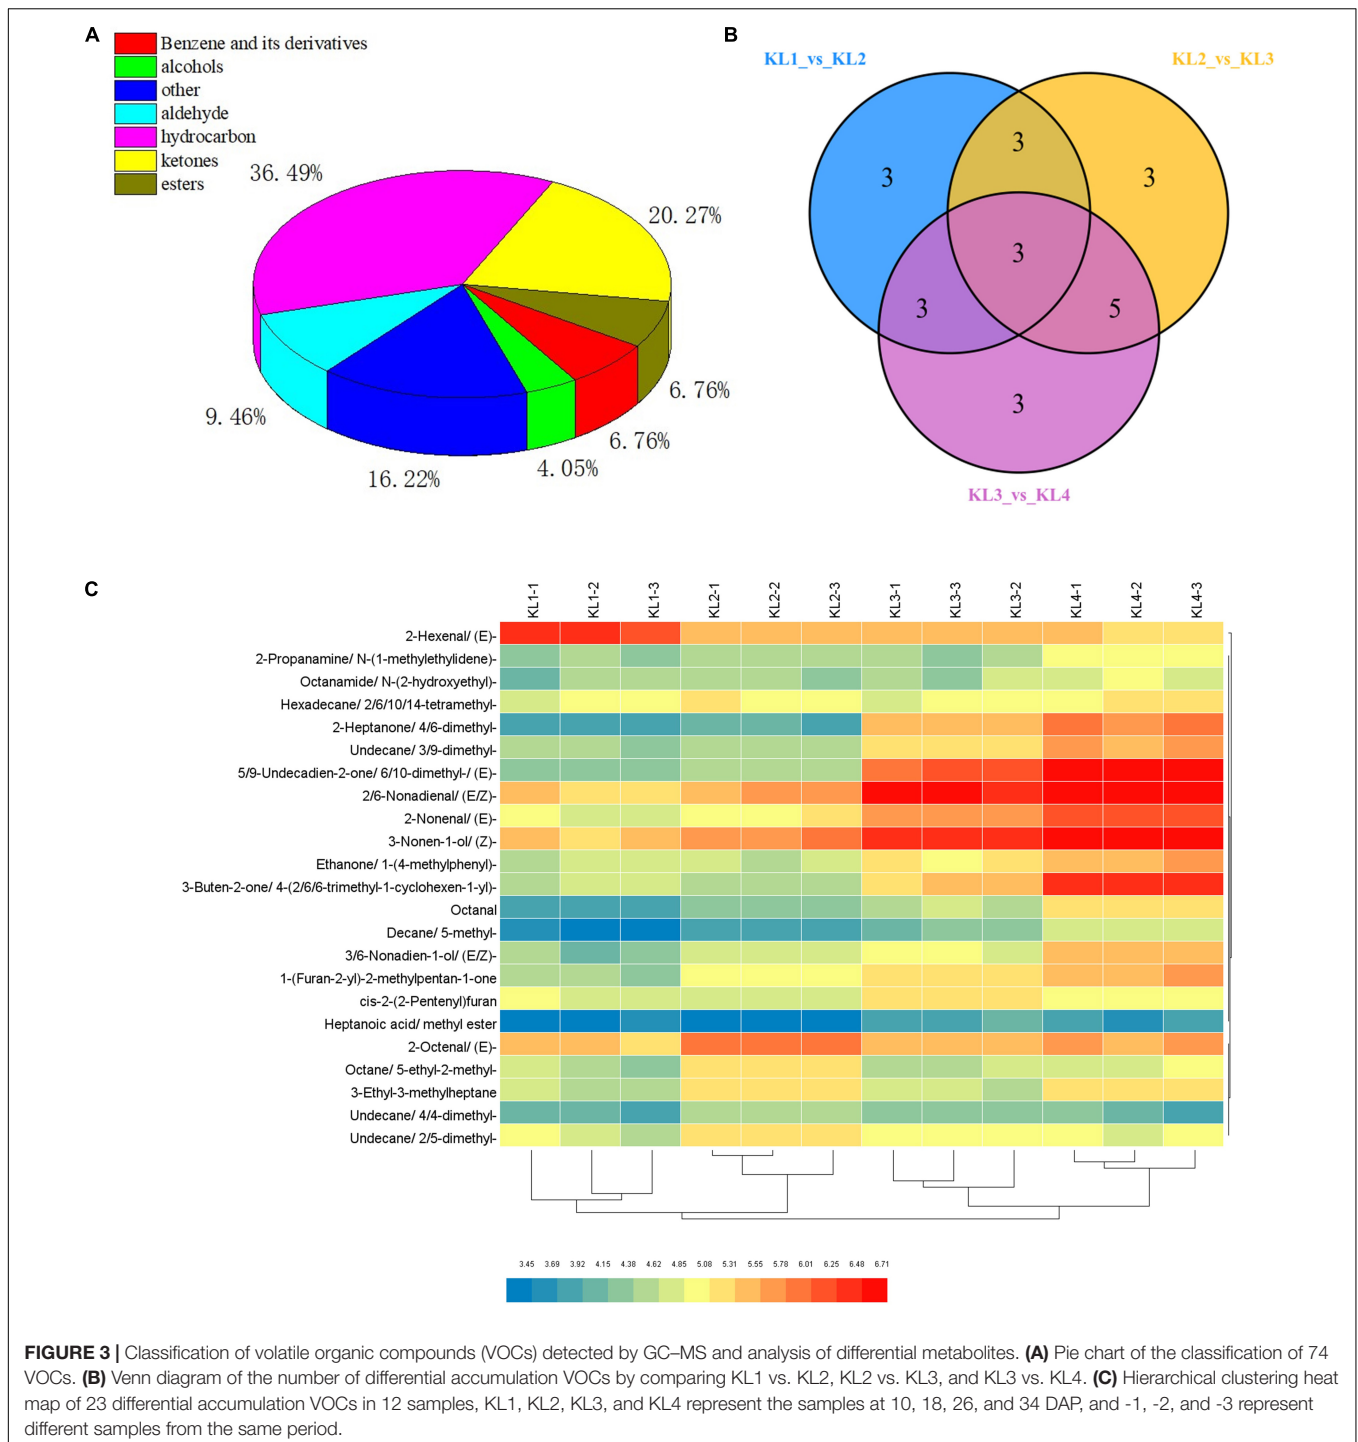 A
Benzene and its derivatives
alcohols
other
aldehyde
hydrocarbon
ketones
esters
36.49%
20.27%
6.76%
6.76%
4.05%
16.22%
9.46%
B
KL1_vs_KL2
KL2_vs_KL3
3
3
3
3
3
5
3
KL3_vs_KL4
C
KL1-1 KL1-2 KL1-3 KL2-1 KL2-2 KL2-3 KL3-1 KL3-3 KL3-2 KL4-1 KL4-2 KL4-3
2-Hexenal/ (E)-
2-Propanamine/ N-(1-methylethylidene)-
Octanamide/ N-(2-hydroxyethyl)-
Hexadecane/ 2/6/10/14-tetramethyl-
2-Heptanone/ 4/6-dimethyl-
Undecane/ 3/9-dimethyl-
5/9-Undecadien-2-one/ 6/10-dimethyl-/ (E)-
2/6-Nonadienal/ (E/Z)-
2-Nonenal/ (E)-
3-Nonen-1-ol/ (Z)-
Ethanone/ 1-(4-methylphenyl)-
3-Buten-2-one/ 4-(2/6/6-trimethyl-1-cyclohexen-1-yl)-
Octanal
Decane/ 5-methyl-
3/6-Nonadien-1-ol/ (E/Z)-
1-(Furan-2-yl)-2-methylpentan-1-one
cis-2-(2-Pentenyl)furan
Heptanoic acid/ methyl ester
2-Octenal/ (E)-
Octane/ 5-ethyl-2-methyl-
3-Ethyl-3-methylheptane
Undecane/ 4/4-dimethyl-
Undecane/ 2/5-dimethyl-
3.45 3.69 3.92 4.15 4.38 4.62 4.85 5.08 5.31 5.55 5.78 6.01 6.25 6.48 6.71
FIGURE 3 | Classification of volatile organic compounds (VOCs) detected by GC–MS and analysis of differential metabolites. (A) Pie chart of the classification of 74
VOCs. (B) Venn diagram of the number of differential accumulation VOCs by comparing KL1 vs. KL2, KL2 vs. KL3, and KL3 vs. KL4. (C) Hierarchical clustering heat
map of 23 differential accumulation VOCs in 12 samples, KL1, KL2, KL3, and KL4 represent the samples at 10, 18, 26, and 34 DAP, and -1, -2, and -3 represent
different samples from the same period.